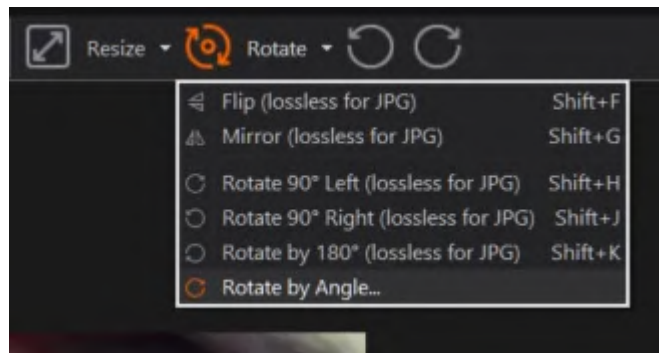 Resize Rotate
Flip (lossless for JPG) Shift+F
Mirror (lossless for JPG) Shift+G
Rotate 90° Left (lossless for JPG) Shift+H
Rotate 90° Right (lossless for JPG) Shift+J
Rotate by 180° (lossless for JPG) Shift+K
Rotate by Angle...